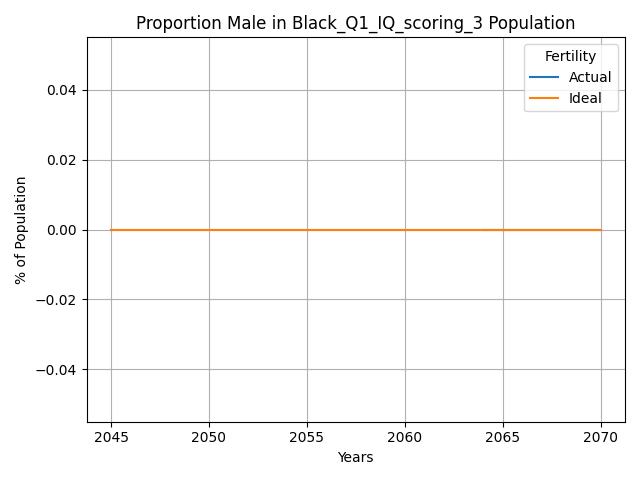 Proportion Male in Black_Q1_IQ_scoring_3 Population
Fertility
Actual
Ideal
% of Population
0.04
0.02
0.00
−0.02
−0.04
2045 2050 2055 2060 2065 2070
Years